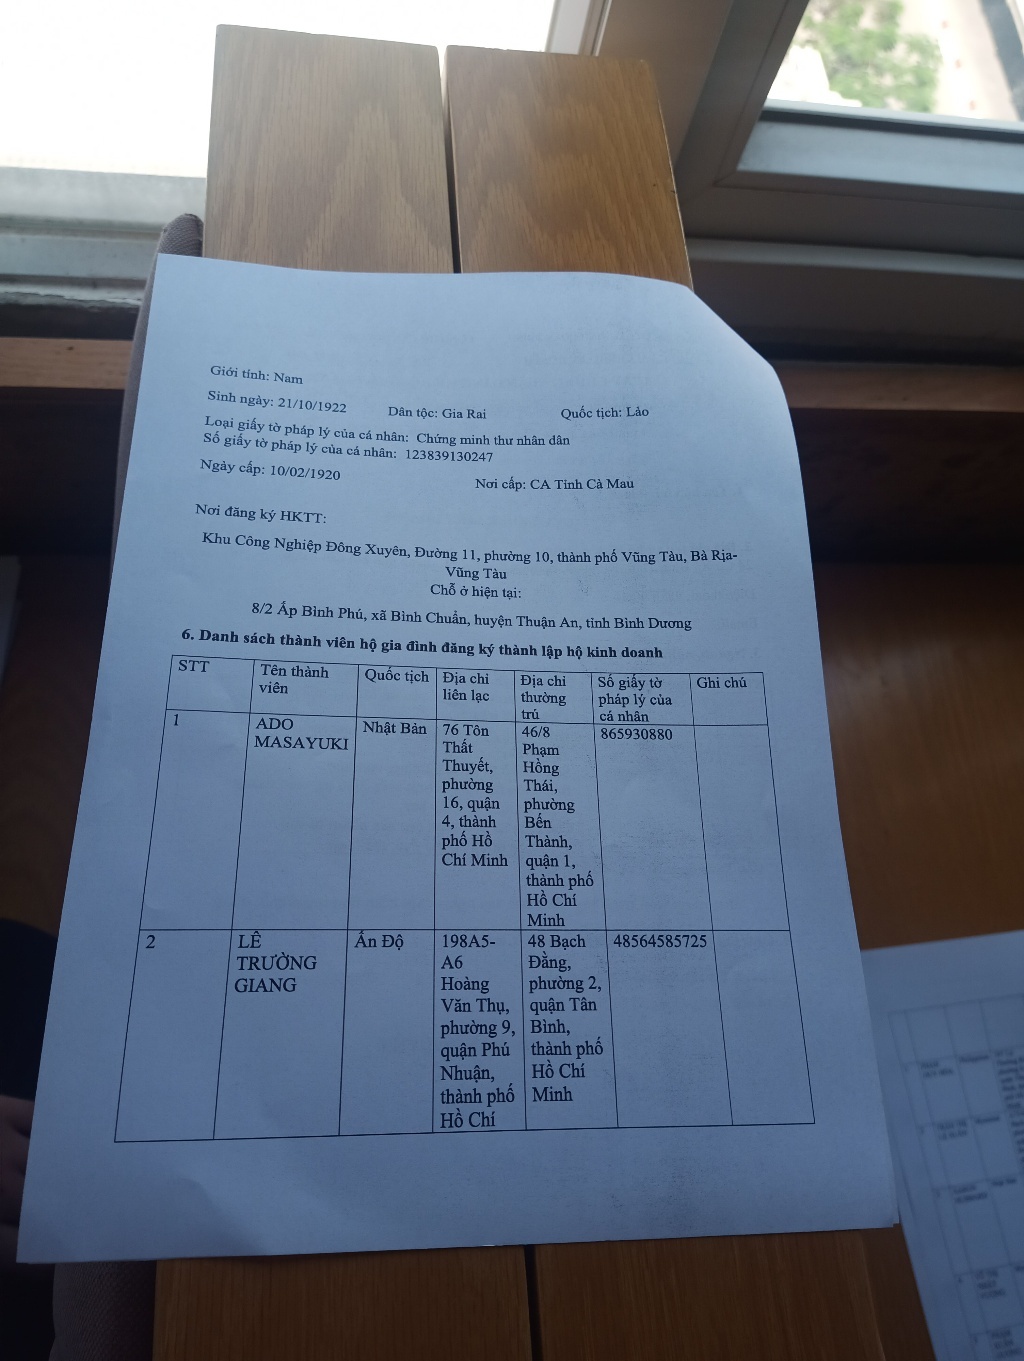 Giới tính: Nam
Sinh ngày: 21/10/1922 Dân tộc: Gia Rai Quốc tịch: Lào
Loại giấy tờ pháp lý của cá nhân: Chứng minh thư nhân dân
Số giấy tờ pháp lý của cá nhân: 123839130247
Ngày cấp: 10/02/1920 Nơi cấp: CA Tỉnh Cà Mau
Nơi đăng ký HKTT:
Khu Công Nghiệp Đông Xuyên, Đường 11, phường 10, thành phố Vũng Tàu, Bà Rịa-
Vũng Tàu
Chỗ ở hiện tại:
8/2 Ấp Bình Phú, xã Bình Chuẩn, huyện Thuận An, tỉnh Bình Dương
6. Danh sách thành viên hộ gia đình đăng ký thành lập hộ kinh doanh
STT
Tên thành
viên
Quốc tịch
Địa chỉ
liên lạc
Địa chỉ
thường
trú
Số giấy tờ
pháp lý của
cá nhân
Ghi chú
1
ADO
MASAYUKI
Nhật Bản
76 Tôn
Thất
Thuyết,
phường
16, quận
4, thành
phố Hồ
Chí Minh
46/8
Phạm
Hồng
Thái,
phường
Bến
Thành,
quận 1,
thành phố
Hồ Chí
Minh
865930880
2
LÊ
TRƯỜNG
GIANG
Ấn Độ
198A5-
A6
Hoàng
Văn Thụ,
phường 9,
quận Phú
Nhuận,
thành phố
Hồ Chí
48 Bạch
Đằng,
phường 2,
quận Tân
Bình,
thành phố
Hồ Chí
Minh
48564585725